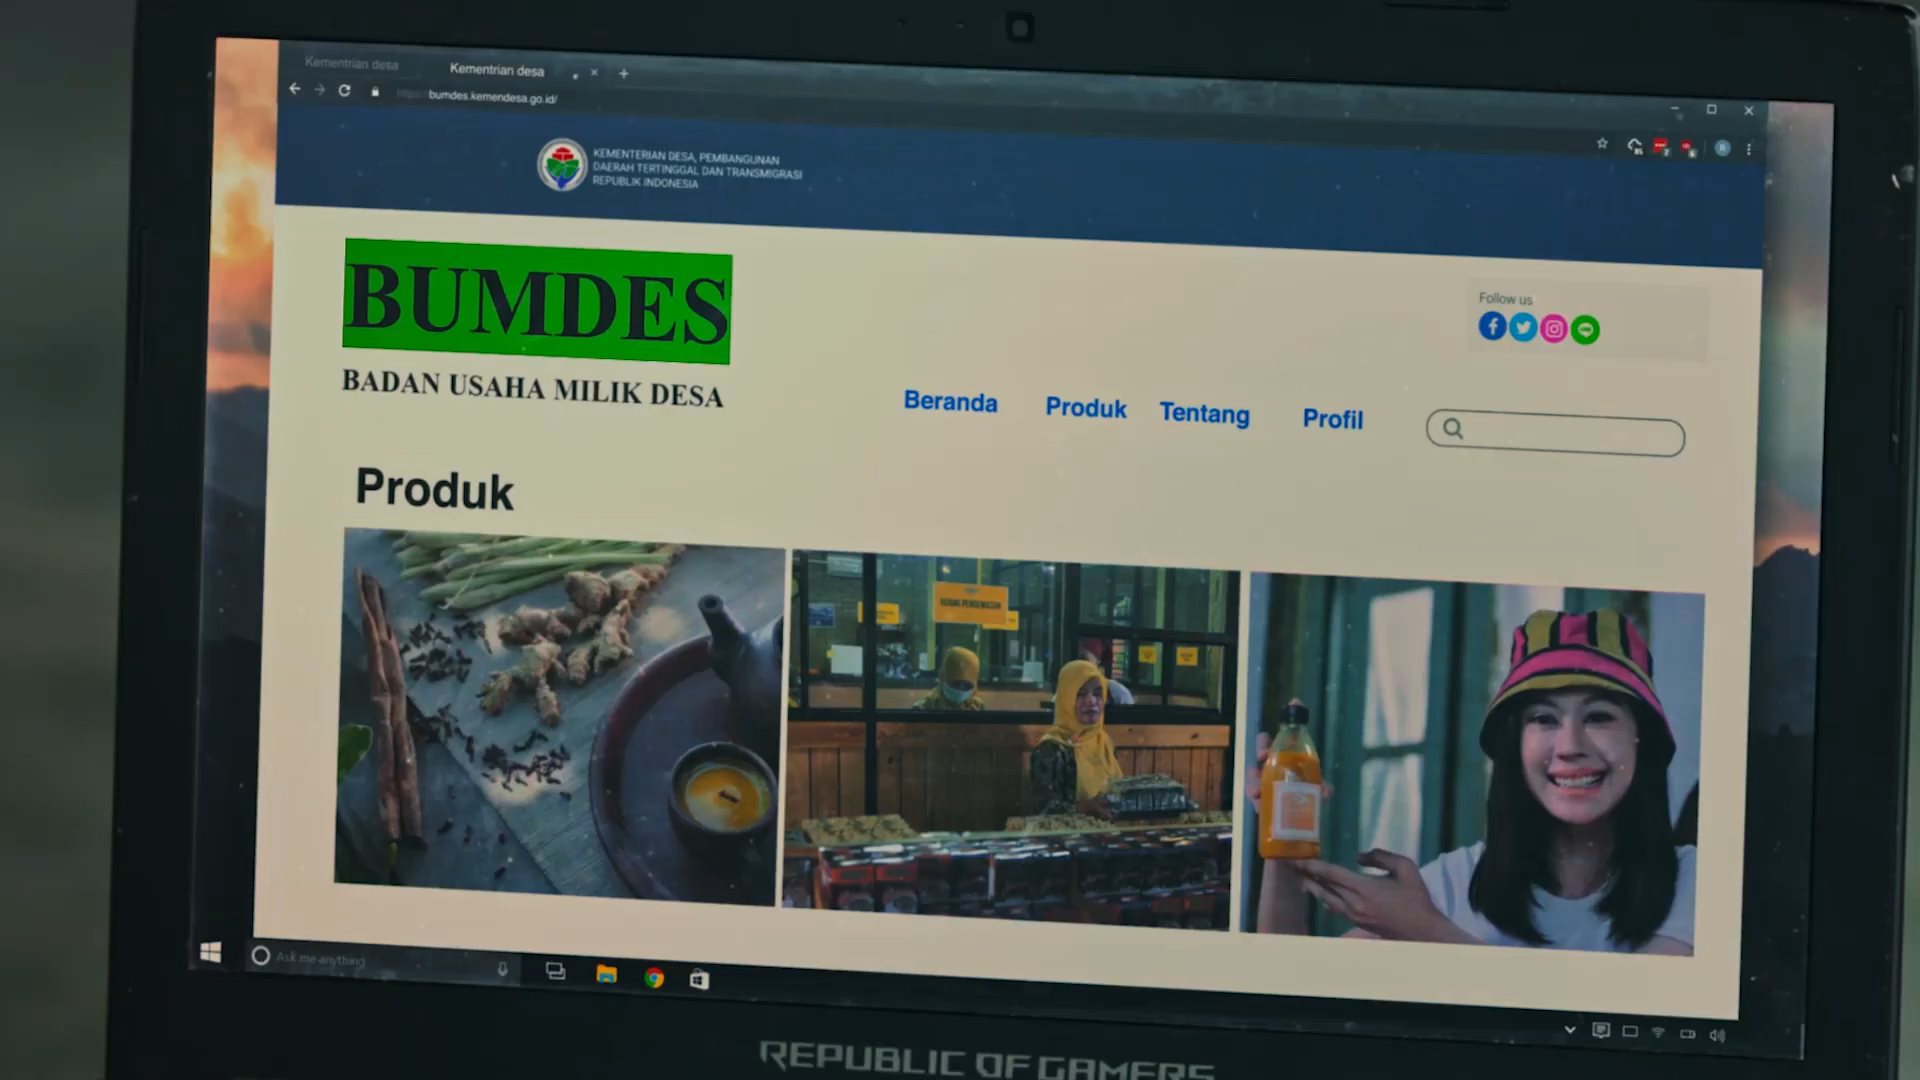 Kementrian desa
Kementrian desa
https://bumdes.kemendesa.go.id/
KEMENTERIAN DESA, PEMBANGUNAN
DAERAH TERTINGGAL DAN TRANSMIGRASI
REPUBLIK INDONESIA
BUMDES
BADAN USAHA MILIK DESA
Follow us
Beranda Produk Tentang Profil
Produk
Ask me anything
REPUBLIC OF GAMERS